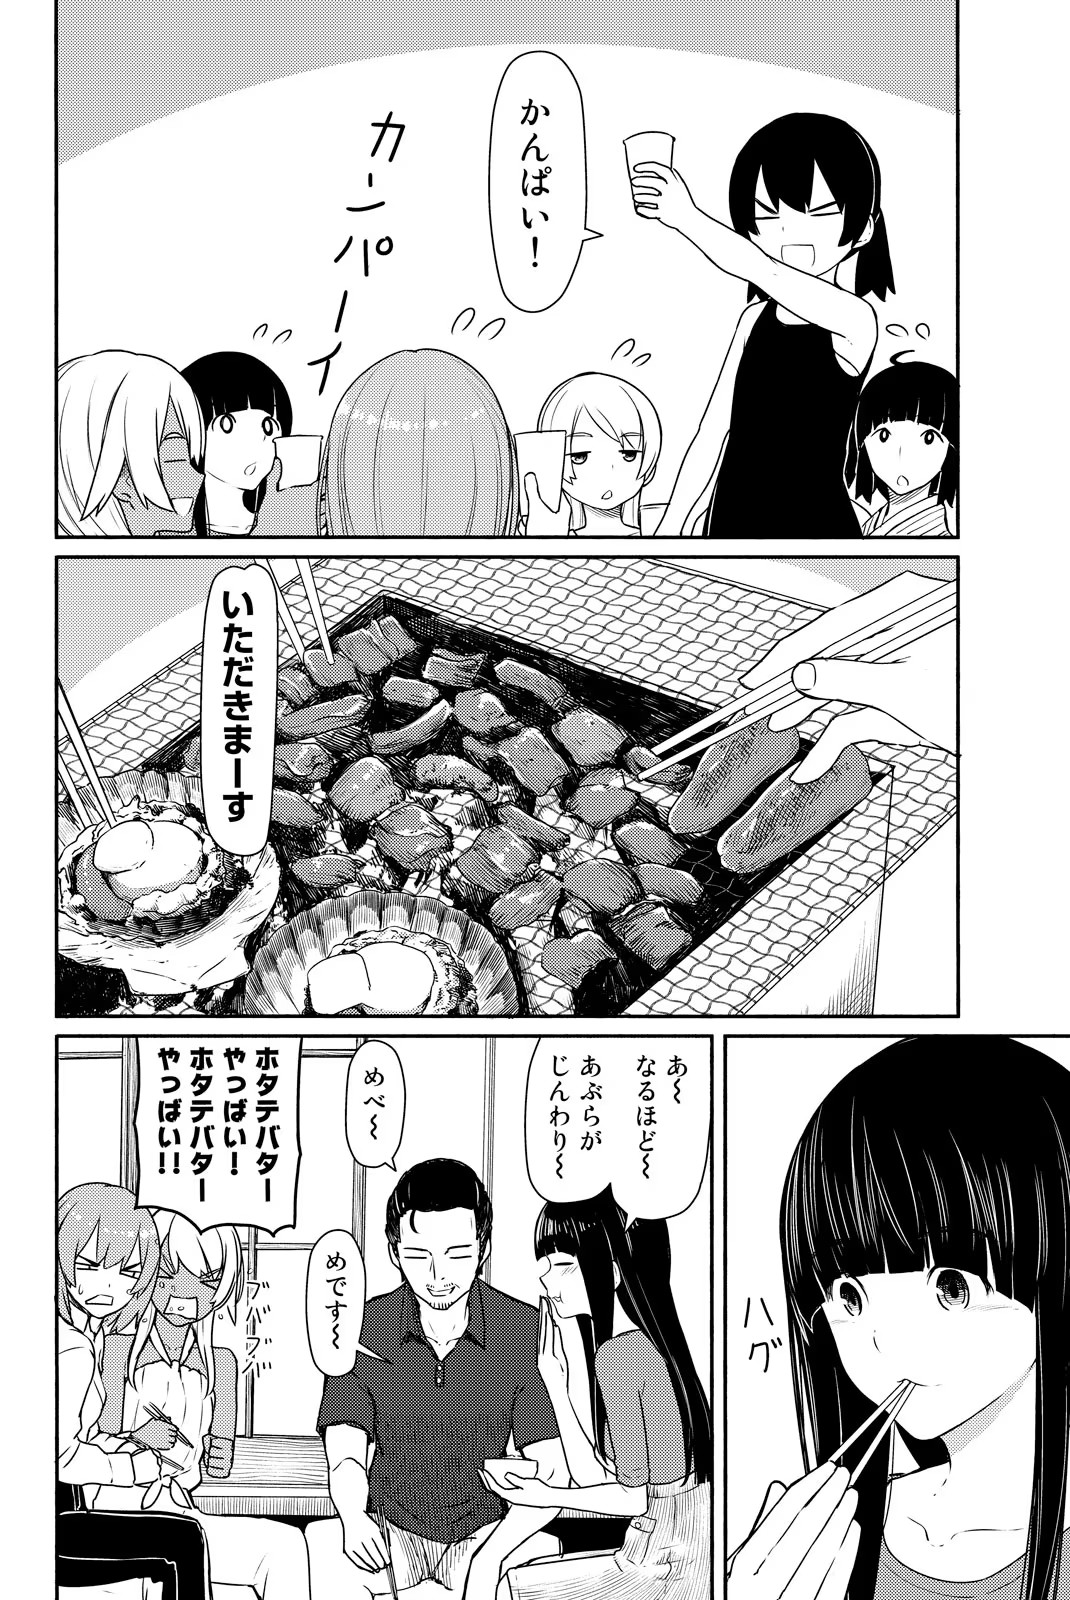 かんぱい！
カンパーイ
いただきまーす
ハグ
あ〜
なるほど〜
あぶらが
じんわり〜
めべ〜
めです〜
ホタテバター
やっばい！
ホタテバター
やっばい!!